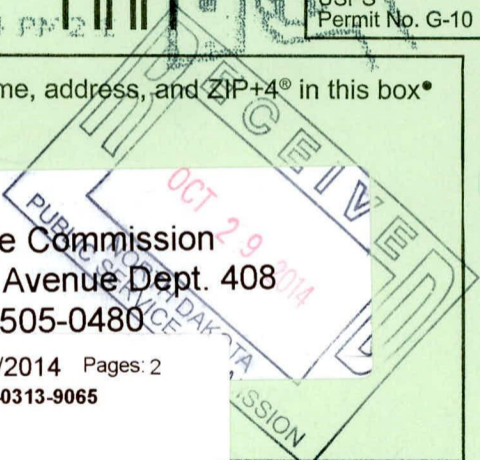 USPS
Permit No. G-10
me, address, and ZIP+4® in this box•
RECEIVED
OCT 29 2014
PUBLIC SERVICE
NORTH DAKOTA
e Commission
Avenue Dept. 408
505-0480
/2014 Pages: 2
0313-9065